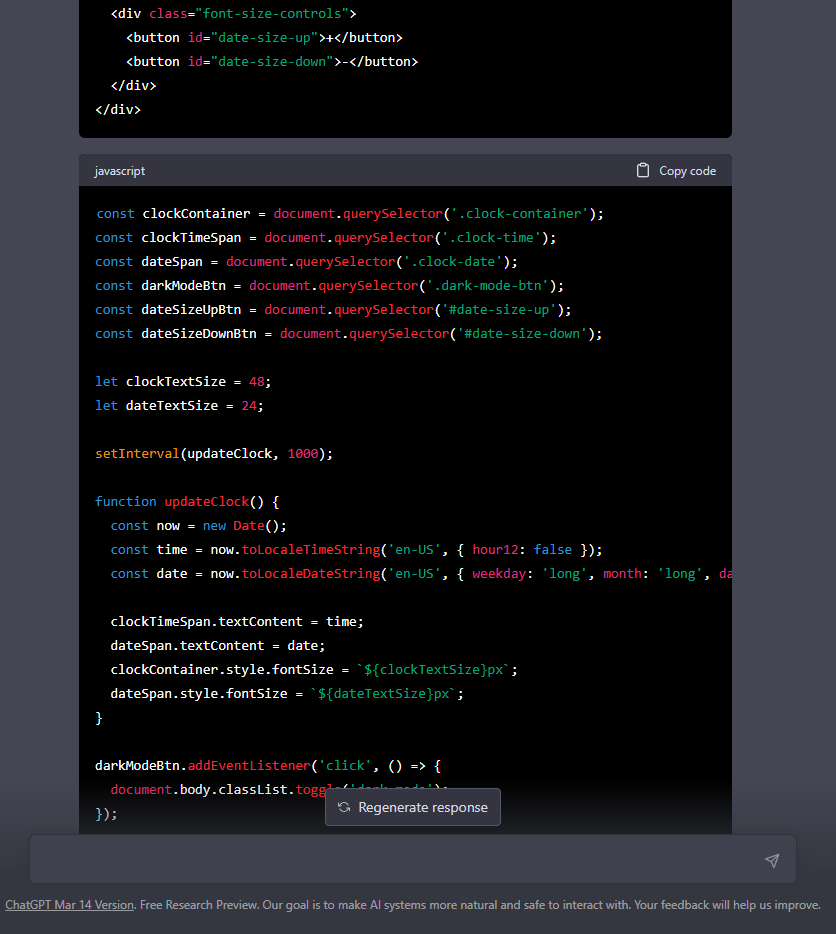 <div class="font-size-controls">
<button id="date-size-up">+</button>
<button id="date-size-down">-</button>
</div>
</div>
javascript
Copy code
const clockContainer = document.querySelector('.clock-container');
const clockTimeSpan = document.querySelector('.clock-time');
const dateSpan = document.querySelector('.clock-date');
const darkModeBtn = document.querySelector('.dark-mode-btn');
const dateSizeUpBtn = document.querySelector('#date-size-up');
const dateSizeDownBtn = document.querySelector('#date-size-down');
let clockTextSize = 48;
let dateTextSize = 24;
setInterval(updateClock, 1000);
function updateClock() {
const now = new Date();
const time = now.toLocaleTimeString('en-US', { hour12: false });
const date = now.toLocaleDateString('en-US', { weekday: 'long', month: 'long', da
clockTimeSpan.textContent = time;
dateSpan.textContent = date;
clockContainer.style.fontSize = `${clockTextSize}px`;
dateSpan.style.fontSize = `${dateTextSize}px`;
}
darkModeBtn.addEventListener('click', () => {
document.body.classList.toggle('dark-mode');
});
Regenerate response
ChatGPT Mar 14 Version. Free Research Preview. Our goal is to make AI systems more natural and safe to interact with. Your feedback will help us improve.